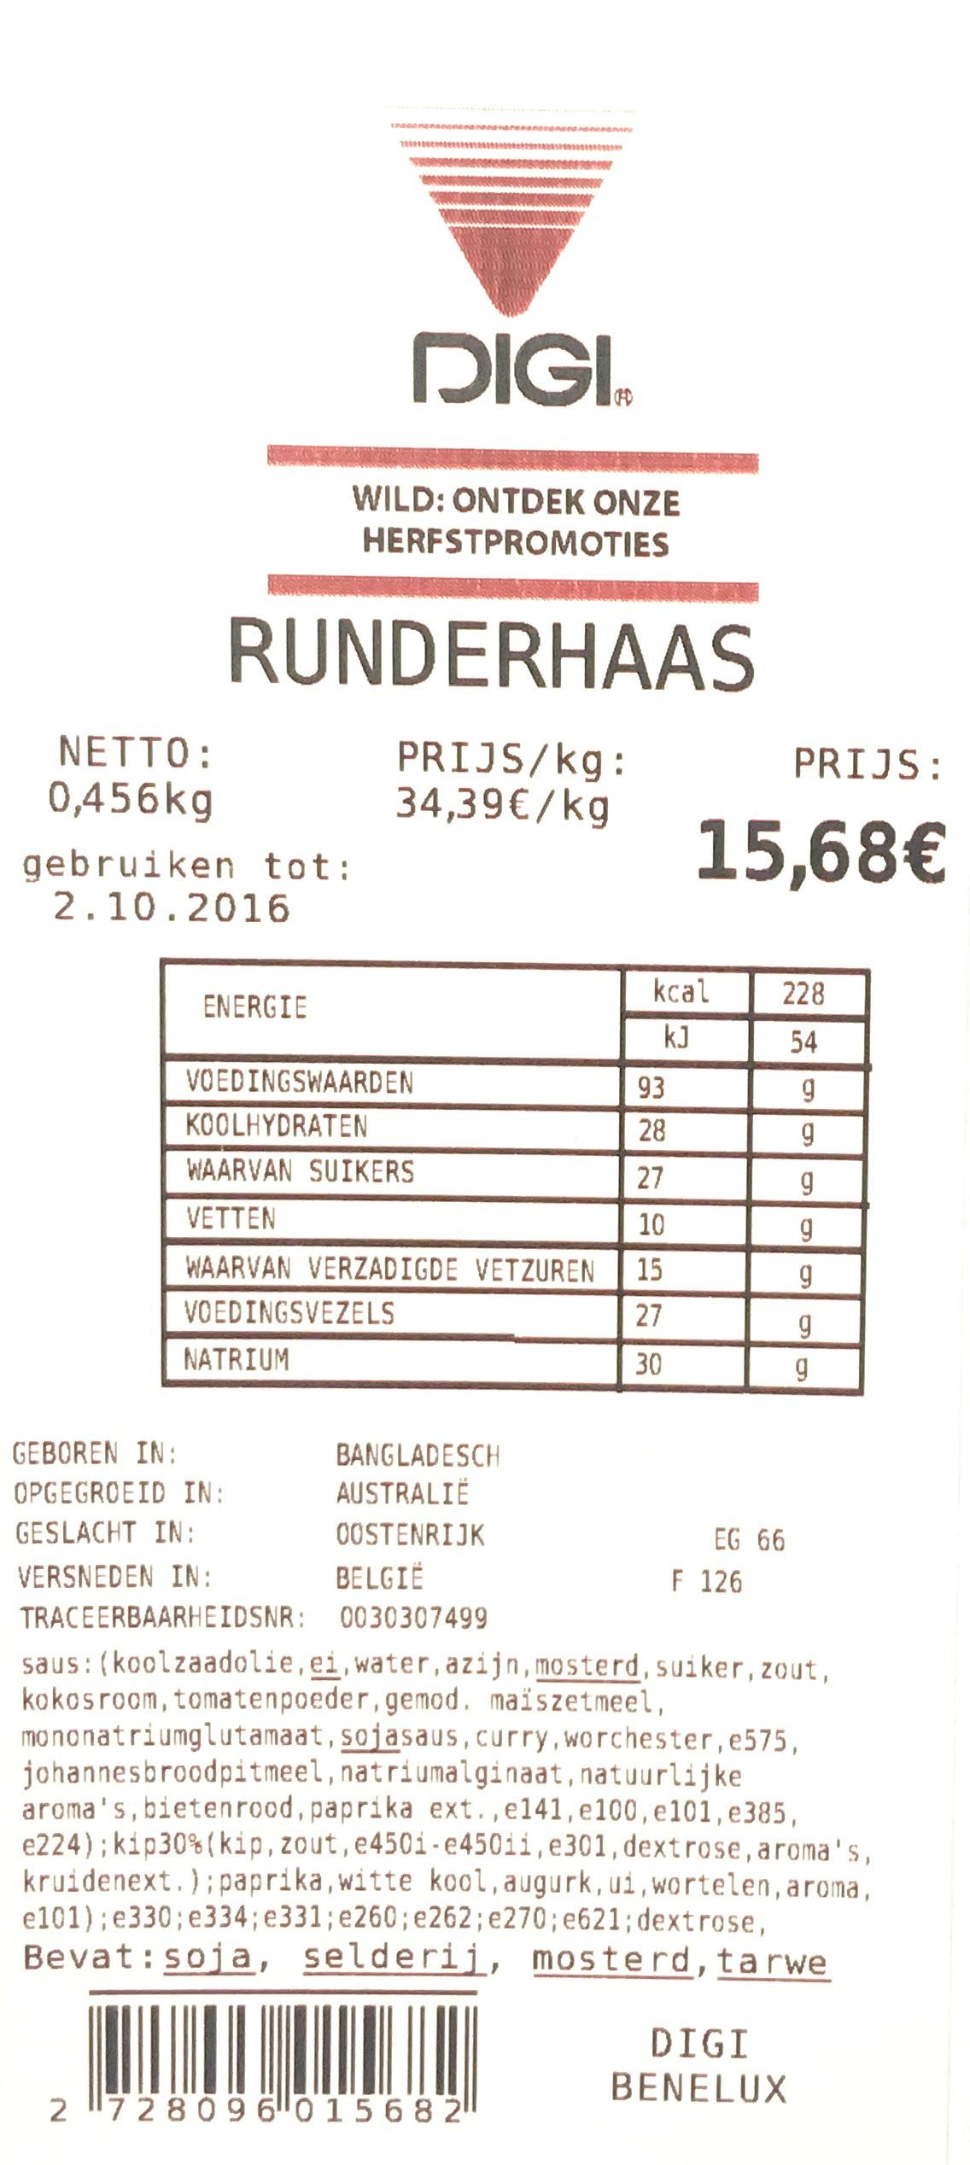 DIGI®
WILD: ONTDEK ONZE
HERFSTPROMOTIES
RUNDERHAAS
NETTO: PRIJS/kg: PRIJS:
0,456kg 34,39€/kg 15,68€
gebruiken tot:
2.10.2016
ENERGIE kcal 228
kJ 54
VOEDINGSWAARDEN 93 g
KOOLHYDRATEN 28 g
WAARVAN SUIKERS 27 g
VETTEN 10 g
WAARVAN VERZADIGDE VETZUREN 15 g
VOEDINGSVEZELS 27 g
NATRIUM 30 g
GEBOREN IN: BANGLADESCH
OPGEGROEID IN: AUSTRALIË
GESLACHT IN: OOSTENRIJK EG 66
VERSNEDEN IN: BELGIË F 126
TRACEERBAARHEIDSNR: 0030307499
saus:(koolzaadolie,ei,water,azijn,mosterd,suiker,zout,
kokosroom,tomatenpoeder,gemod. maïszetmeel,
mononatriumglutamaat,sojasaus,curry,worchester,e575,
johannesbroodpitmeel,natriumalginaat,natuurlijke
aroma's,bietenrood,paprika ext.,e141,e100,e101,e385,
e224);kip30%(kip,zout,e450i-e450ii,e301,dextrose,aroma's,
kruidenext.);paprika,witte kool,augurk,ui,wortelen,aroma,
e101);e330;e334;e331;e260;e262;e270;e621;dextrose,
Bevat:soja, selderij, mosterd,tarwe
DIGI
BENELUX
2 728096 015682